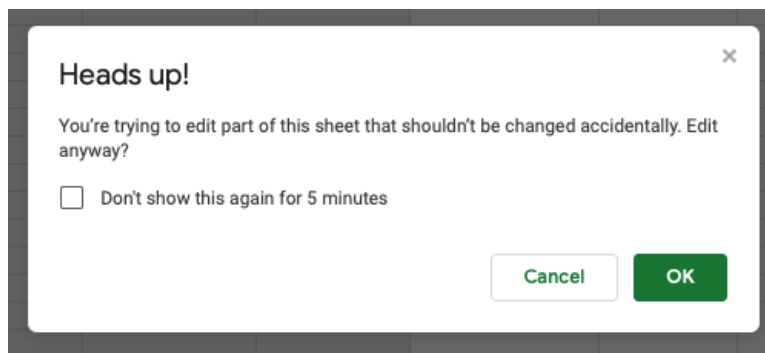 Heads up!
You're trying to edit part of this sheet that shouldn't be changed accidentally. Edit
anyway?
Don't show this again for 5 minutes
Cancel
OK